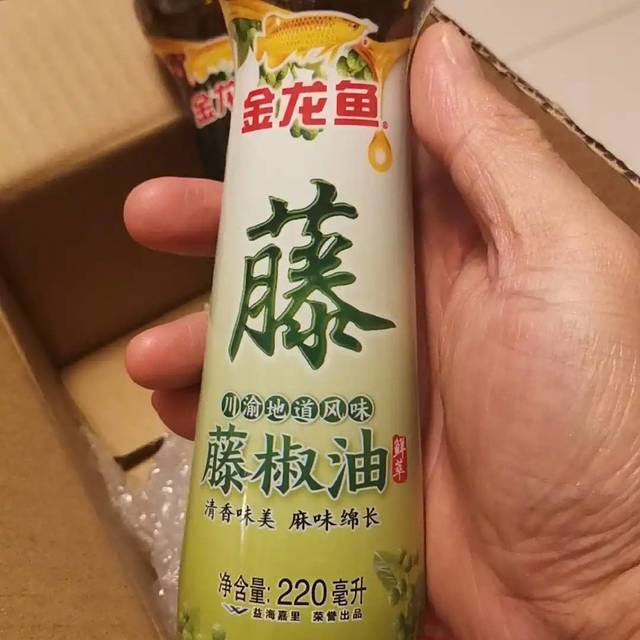 金龙
金龙鱼®
藤
川渝地道风味
藤椒油
鲜萃
清香味美 麻味绵长
净含量: 220毫升
益海嘉里 荣誉出品